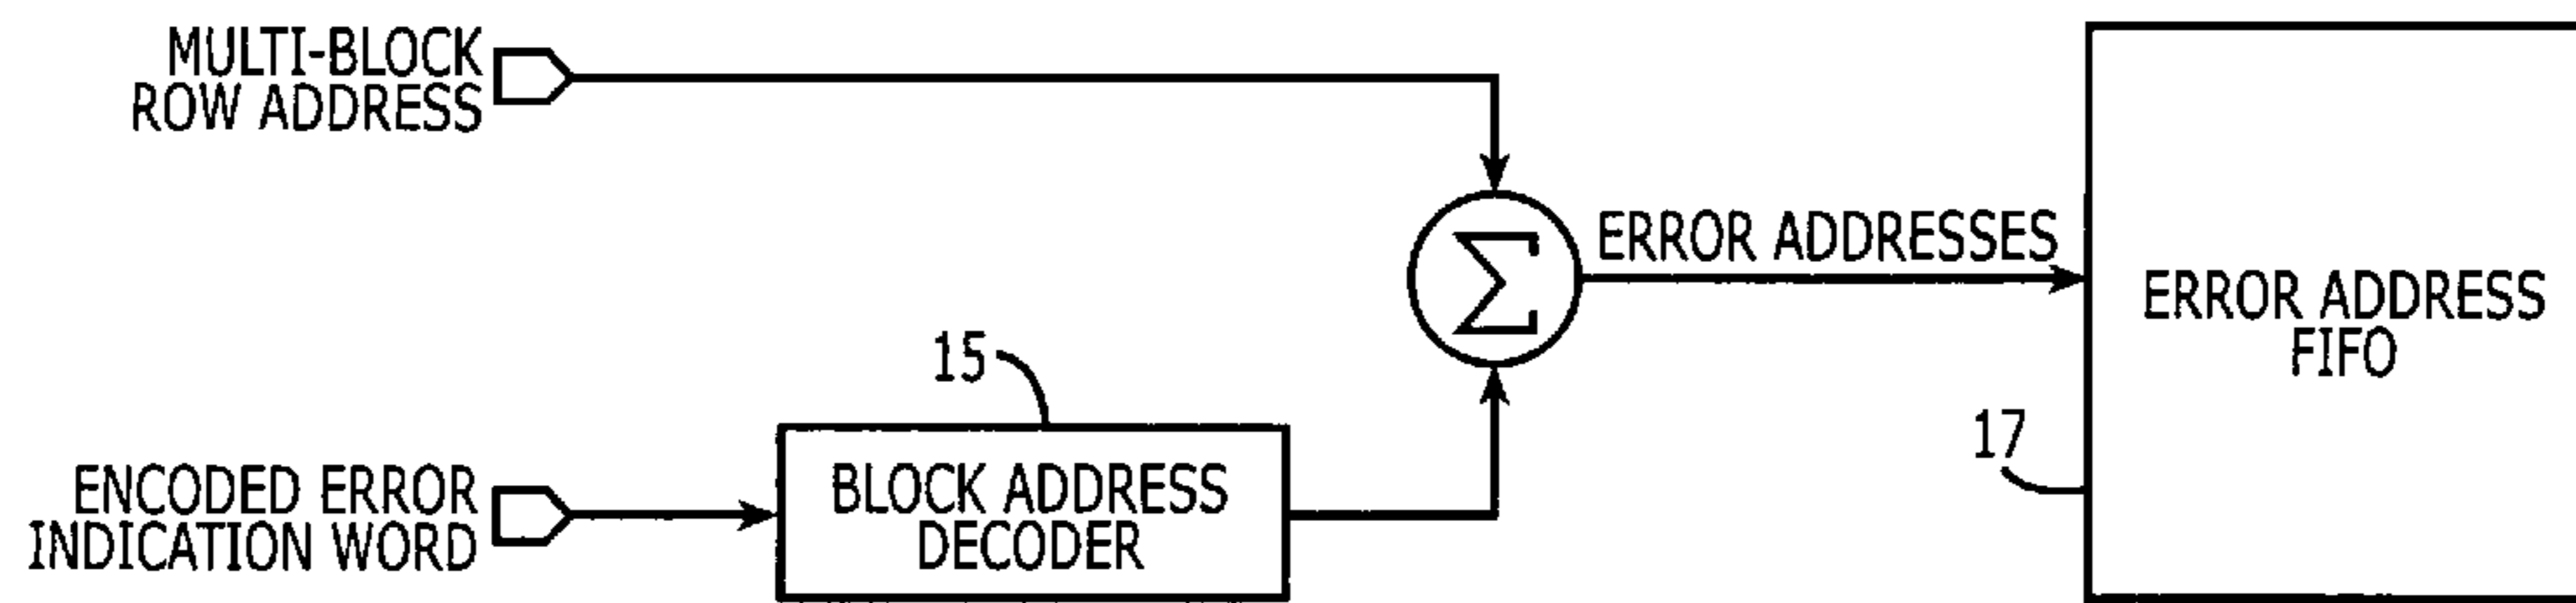 MULTI-BLOCK
ROW ADDRESS
Σ
ERROR ADDRESSES
ERROR ADDRESS
FIFO
15
17
ENCODED ERROR
INDICATION WORD
BLOCK ADDRESS
DECODER